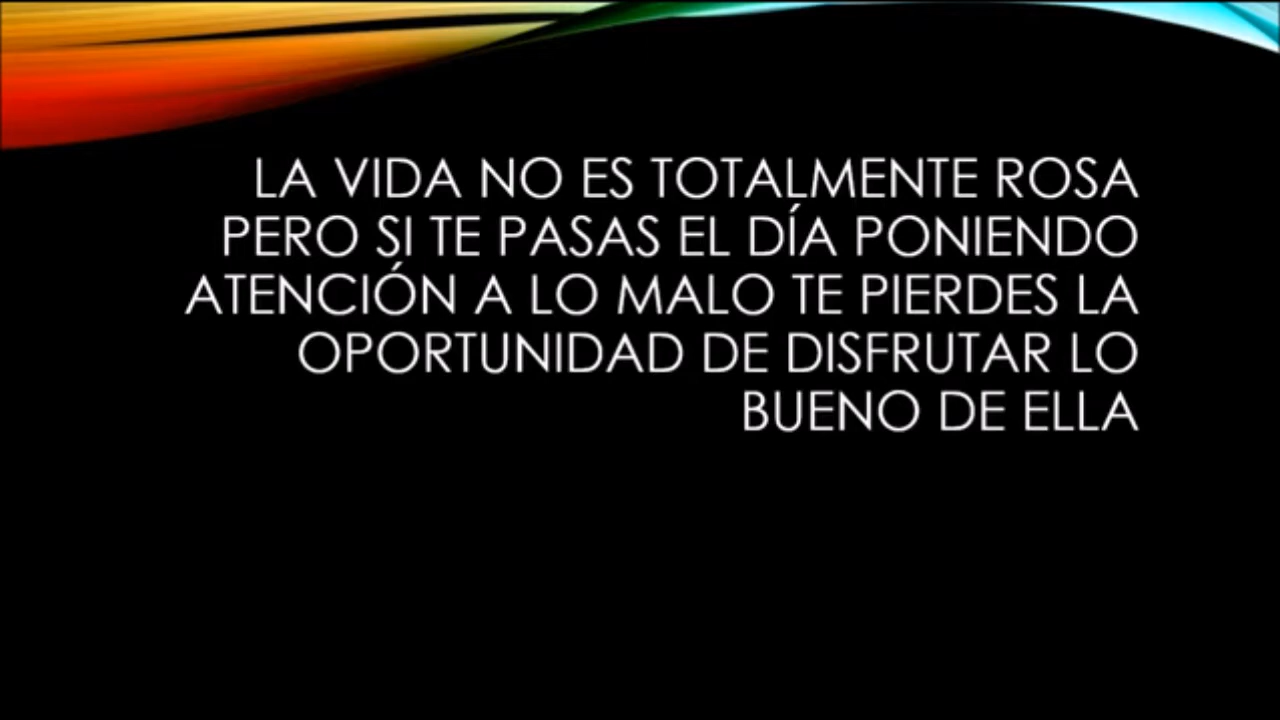 LA VIDA NO ES TOTALMENTE ROSA
PERO SI TE PASAS EL DÍA PONIENDO
ATENCIÓN A LO MALO TE PIERDES LA
OPORTUNIDAD DE DISFRUTAR LO
BUENO DE ELLA